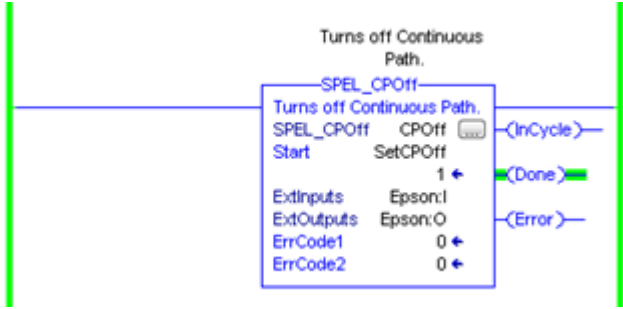 Turns off Continuous
Path.
SPEL_CPOff
Turns off Continuous Path.
SPEL_CPOff CPOff ...
(InCycle)
Start SetCPOff
1
(Done)
ExtInputs Epson:I
ExtOutputs Epson:O
(Error)
ErrCode1 0
ErrCode2 0